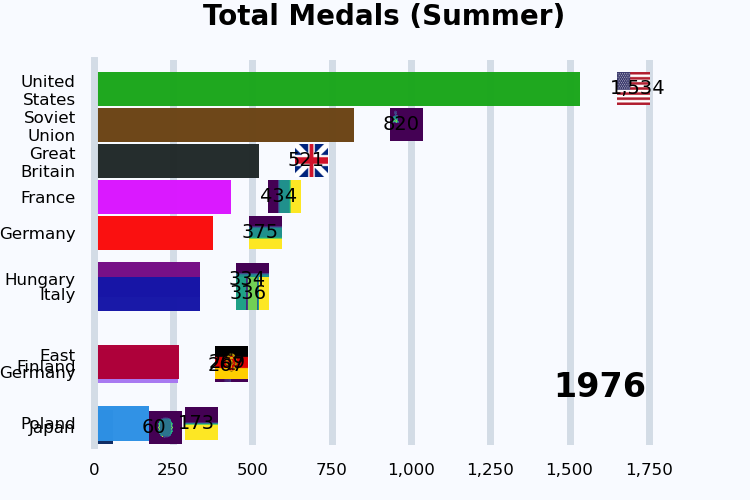 Total Medals (Summer)
United
States
1,534
Soviet
Union
820
Great
Britain
521
France
434
Germany
375
Hungary
334
Italy
336
East
Germany
Finland
267
Poland
173
Japan
60
1976
0
250
500
750
1,000
1,250
1,500
1,750